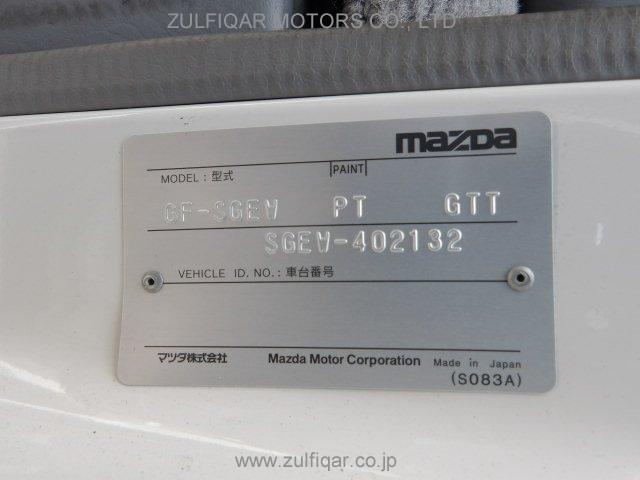 ZULFIQAR MOTORS CO., LTD
mazda
MODEL : 型式 PAINT
GF-SGEW PT GTT
SGEW-402132
VEHICLE ID. NO. : 車台番号
マツダ株式会社 Mazda Motor Corporation Made in Japan
(S083A)
www.zulfiqar.co.jp